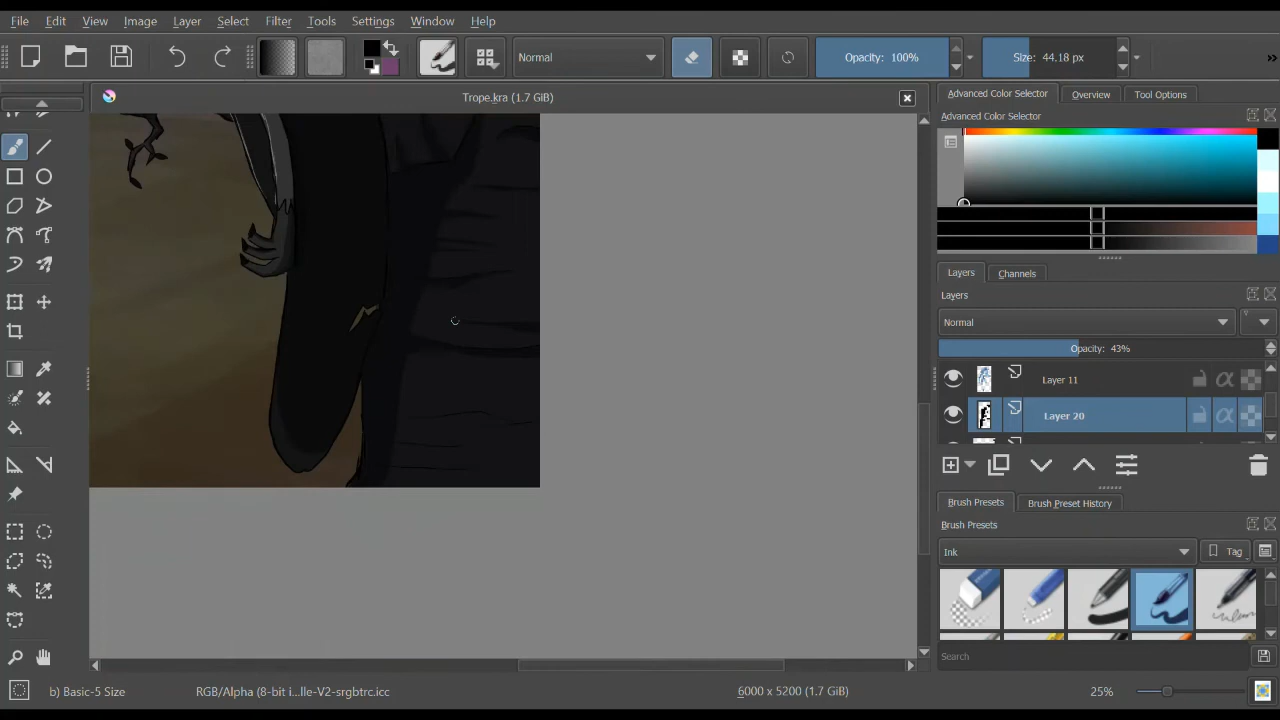 File Edit View Image Layer Select Filter Tools Settings Window Help
Normal Opacity: 100% Size: 44.18 px »
Trope.kra (1.7 GiB)
Advanced Color Selector Overview Tool Options
Advanced Color Selector
Layers Channels
Layers
Normal
Opacity: 43%
Layer 11
Layer 20
Brush Presets Brush Preset History
Brush Presets
Ink Tag
Search
b) Basic-5 Size RGB/Alpha (8-bit i...lle-V2-srgbtrc.icc 6000 x 5200 (1.7 GiB) 25%